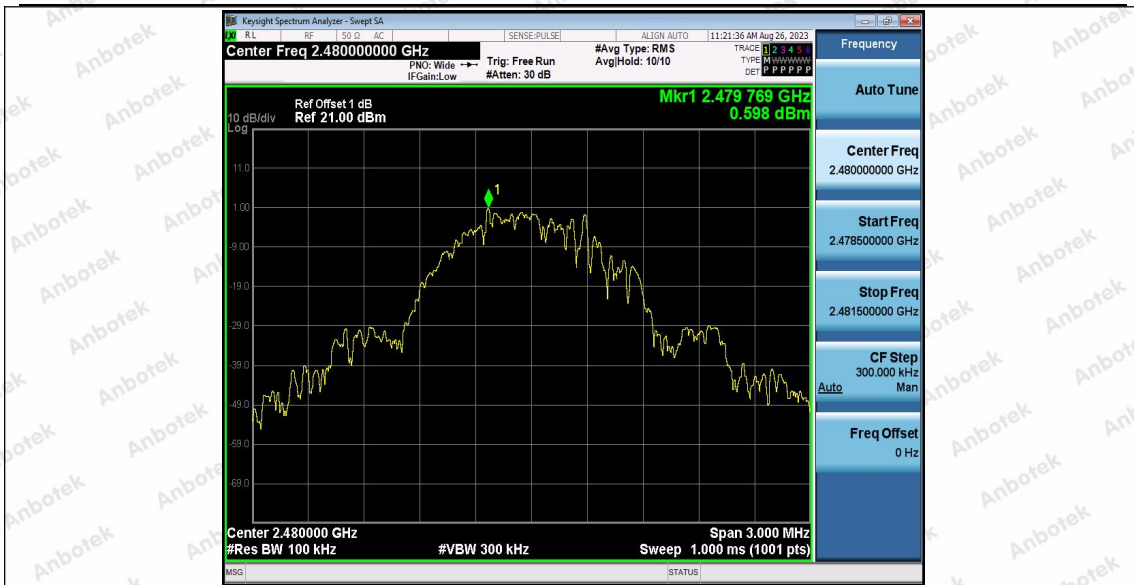 Keysight Spectrum Analyzer - Swept SA
LXI RL RF 50 Ω AC SENSE:PULSE ALIGN AUTO 11:21:36 AM Aug 26, 2023
Center Freq 2.480000000 GHz
PNO: Wide
IFGain:Low
Trig: Free Run
#Atten: 30 dB
#Avg Type: RMS
Avg|Hold: 10/10
TRACE 1 2 3 4 5 6
TYPE M WWWWW
DET P P P P P P
Ref Offset 1 dB
10 dB/div Ref 21.00 dBm
Log
Mkr1 2.479 769 GHz
0.598 dBm
1
11.0
1.00
-9.00
-19.0
-29.0
-39.0
-49.0
-59.0
-69.0
Center 2.480000 GHz Span 3.000 MHz
#Res BW 100 kHz #VBW 300 kHz Sweep 1.000 ms (1001 pts)
MSG STATUS
Frequency
Auto Tune
Center Freq
2.480000000 GHz
Start Freq
2.478500000 GHz
Stop Freq
2.481500000 GHz
CF Step
300.000 kHz
Auto Man
Freq Offset
0 Hz
Anbotek